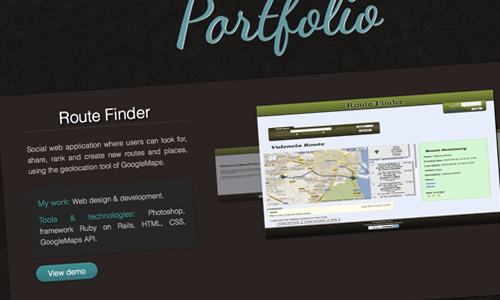 Portfolio
Route Finder
Social web application where users can look for,
share, rank and create new routes and places,
using the geolocation tool of GoogleMaps.
My work: Web design & development.
Tools & technologies: Photoshop,
framework Ruby on Rails, HTML, CSS,
GoogleMaps API.
View demo
Route Finder
Valencia Route
Route Summary